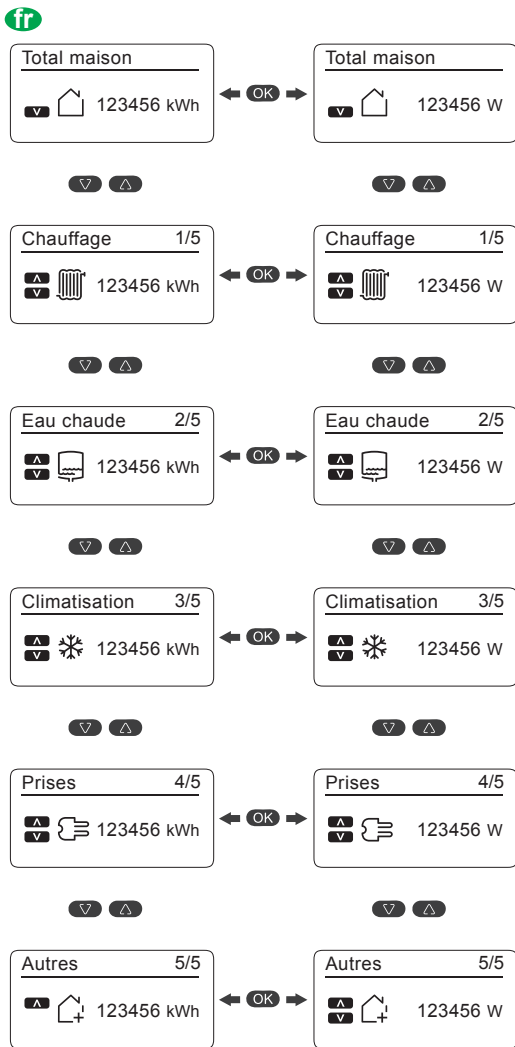 fr
Total maison
123456 kWh
OK
Total maison
123456 W
Chauffage 1/5
123456 kWh
OK
Chauffage 1/5
123456 W
Eau chaude 2/5
123456 kWh
OK
Eau chaude 2/5
123456 W
Climatisation 3/5
123456 kWh
OK
Climatisation 3/5
123456 W
Prises 4/5
123456 kWh
OK
Prises 4/5
123456 W
Autres 5/5
123456 kWh
OK
Autres 5/5
123456 W